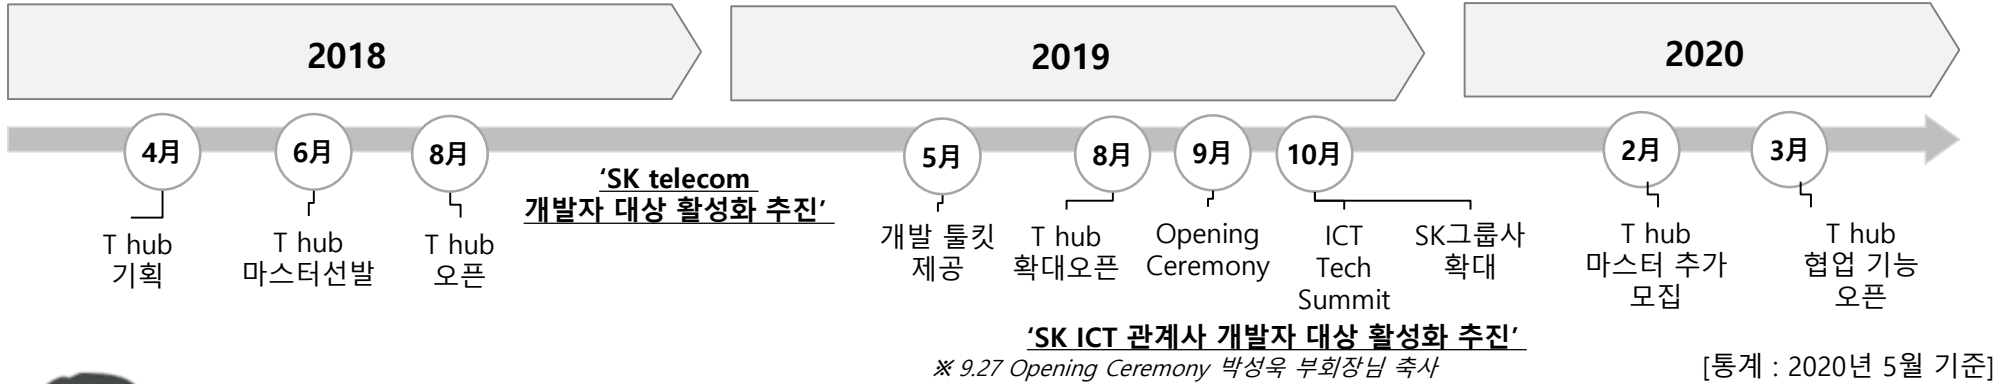 2018
2019
2020
4月
6月
8月
5月
8月
9月
10月
2月
3月
T hub
기획
T hub
마스터선발
T hub
오픈
‘SK telecom
개발자 대상 활성화 추진’
개발 툴킷
제공
T hub
확대오픈
Opening
Ceremony
ICT
Tech
Summit
SK그룹사
확대
T hub
마스터 추가
모집
T hub
협업 기능
오픈
‘SK ICT 관계사 개발자 대상 활성화 추진’
※ 9.27 Opening Ceremony 박성욱 부회장님 축사
[통계 : 2020년 5월 기준]